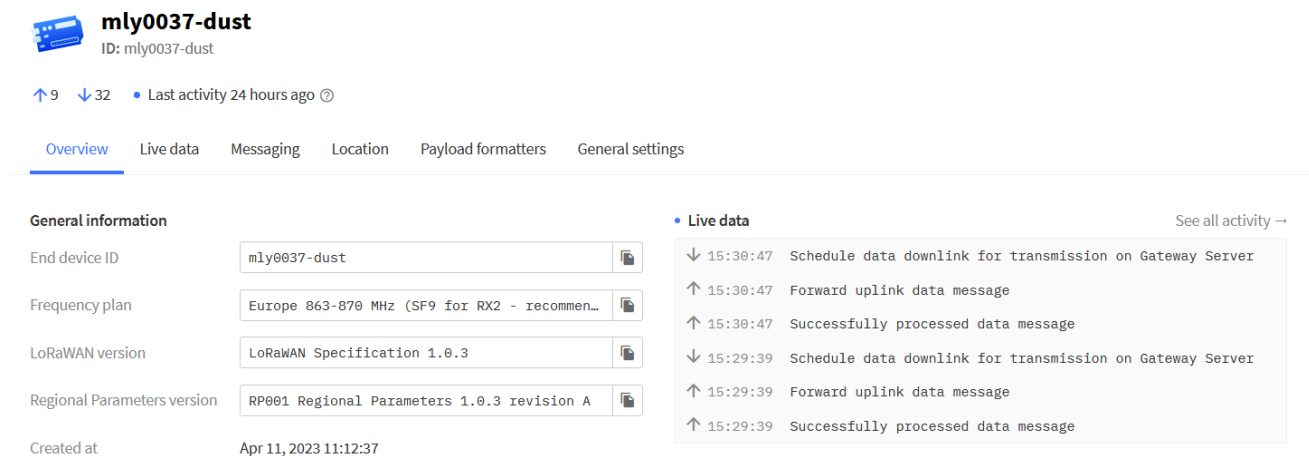 mly0037-dust
ID: mly0037-dust
↑ 9 ↓ 32 • Last activity 24 hours ago
Overview Live data Messaging Location Payload formatters General settings
General information
End device ID mly0037-dust
Frequency plan Europe 863-870 MHz (SF9 for RX2 - recommen…
LoRaWAN version LoRaWAN Specification 1.0.3
Regional Parameters version RP001 Regional Parameters 1.0.3 revision A
Created at Apr 11, 2023 11:12:37
• Live data See all activity →
↓ 15:30:47 Schedule data downlink for transmission on Gateway Server
↑ 15:30:47 Forward uplink data message
↑ 15:30:47 Successfully processed data message
↓ 15:29:39 Schedule data downlink for transmission on Gateway Server
↑ 15:29:39 Forward uplink data message
↑ 15:29:39 Successfully processed data message